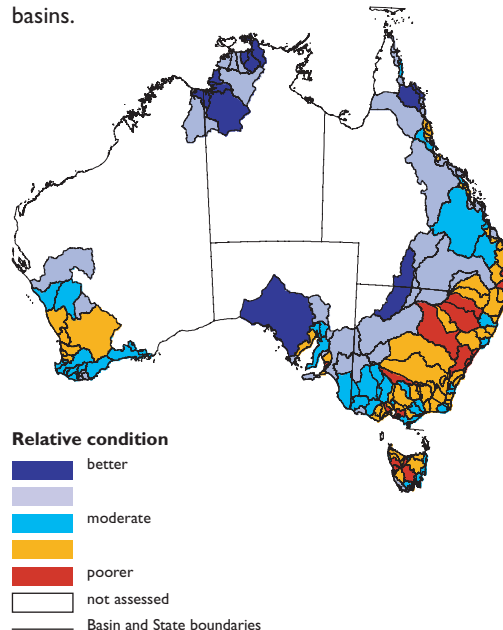 basins.
Relative condition
better
moderate
poorer
not assessed
Basin and State boundaries